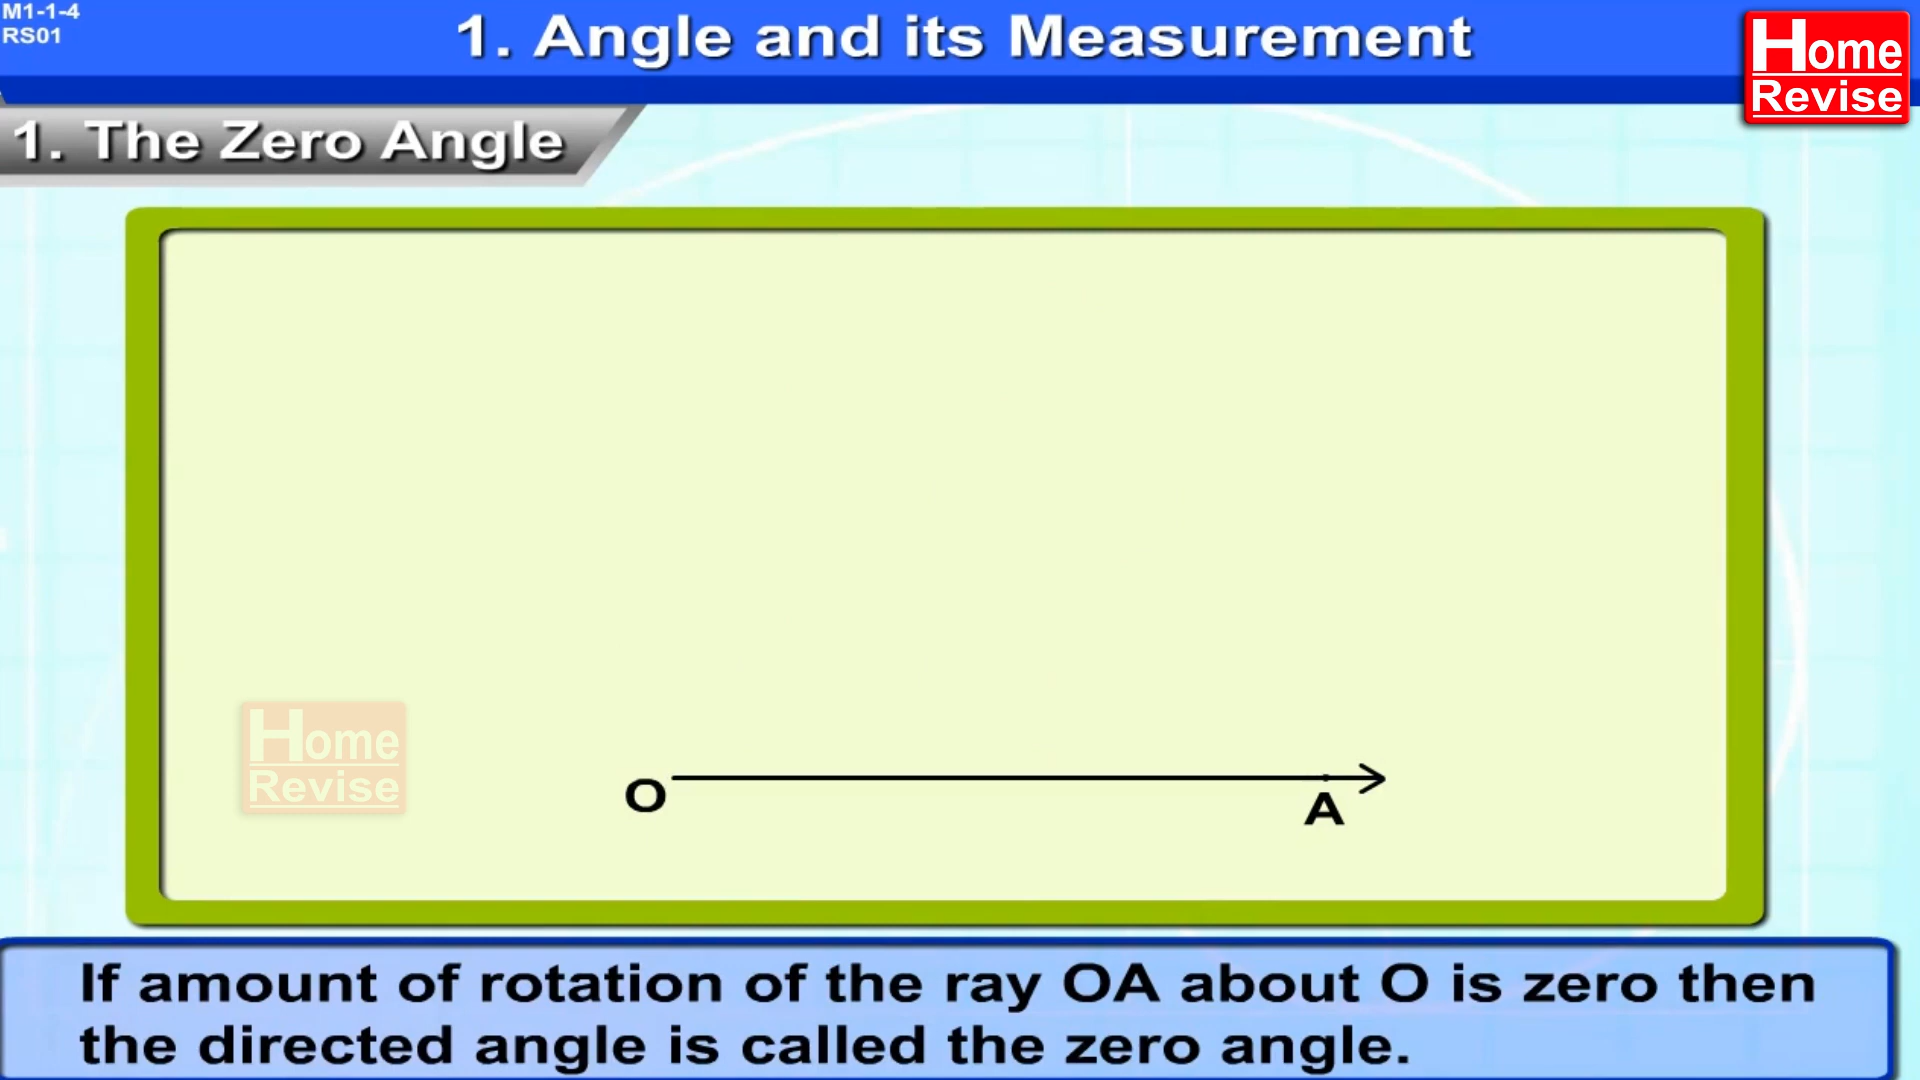 M1-1-4
RS01
1. Angle and its Measurement
Home
Revise
1. The Zero Angle
Home
Revise
O
A
If amount of rotation of the ray OA about O is zero then
the directed angle is called the zero angle.